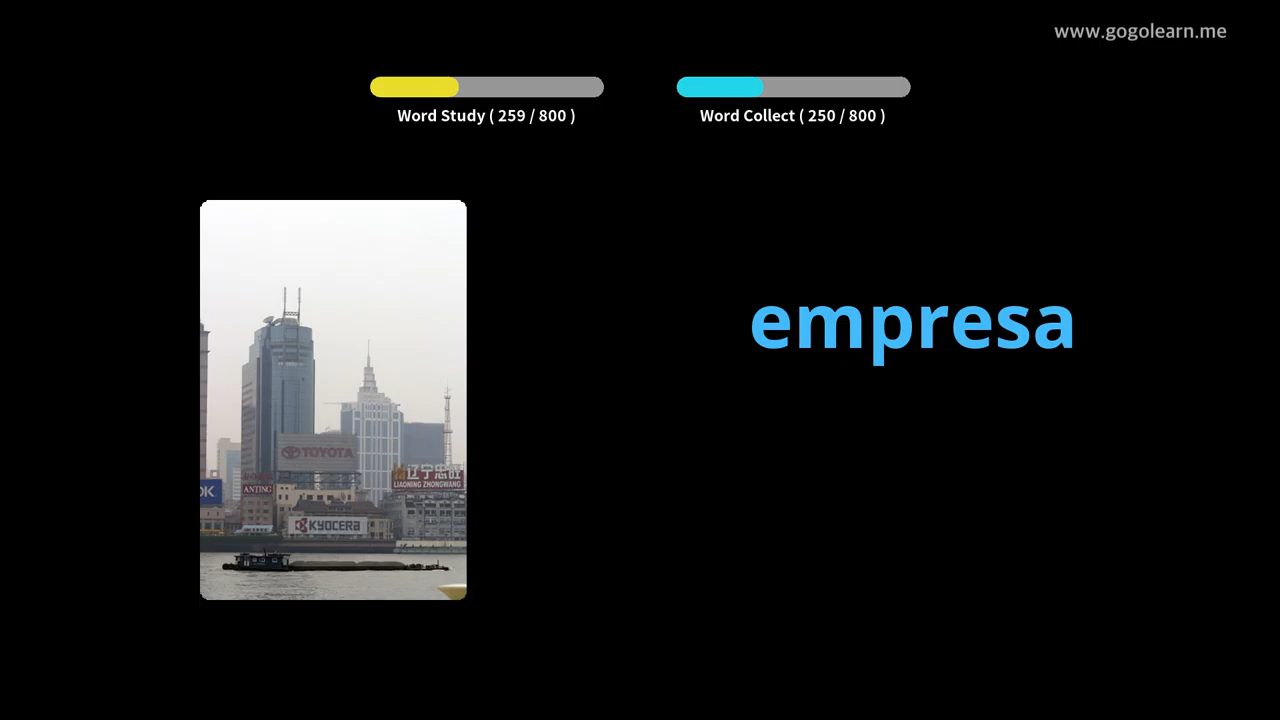 www.gogolearn.me
Word Study ( 259 / 800 )
Word Collect ( 250 / 800 )
empresa
TOYOTA
辽宁忠旺
LIAONING ZHONGWANG
OK
ANTING
KYOCERA